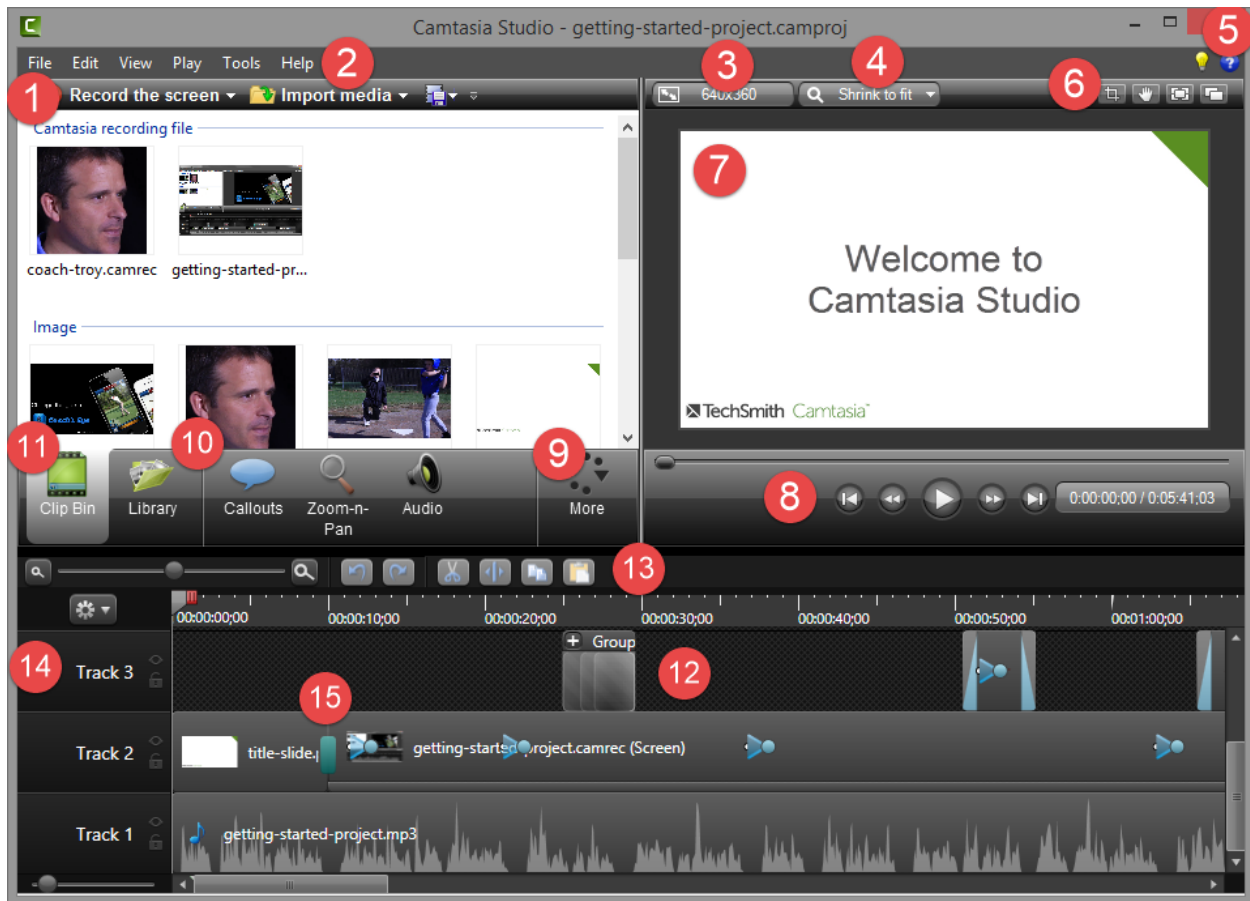 Camtasia Studio - getting-started-project.camproj
5
File Edit View Play Tools Help
2
3
4
6
1
Record the screen
Import media
640x360
Shrink to fit
Camtasia recording file
coach-troy.camrec
getting-started-pr...
Image
7
Welcome to
Camtasia Studio
TechSmith Camtasia
11
10
9
Clip Bin
Library
Callouts
Zoom-n-
Pan
Audio
More
8
0:00:00;00 / 0:05:41;03
13
00:00:00;00
00:00:10;00
00:00:20;00
00:00:30;00
00:00:40;00
00:00:50;00
00:01:00;00
14
Track 3
+ Group
12
15
Track 2
title-slide.p
getting-started-project.camrec (Screen)
Track 1
getting-started-project.mp3